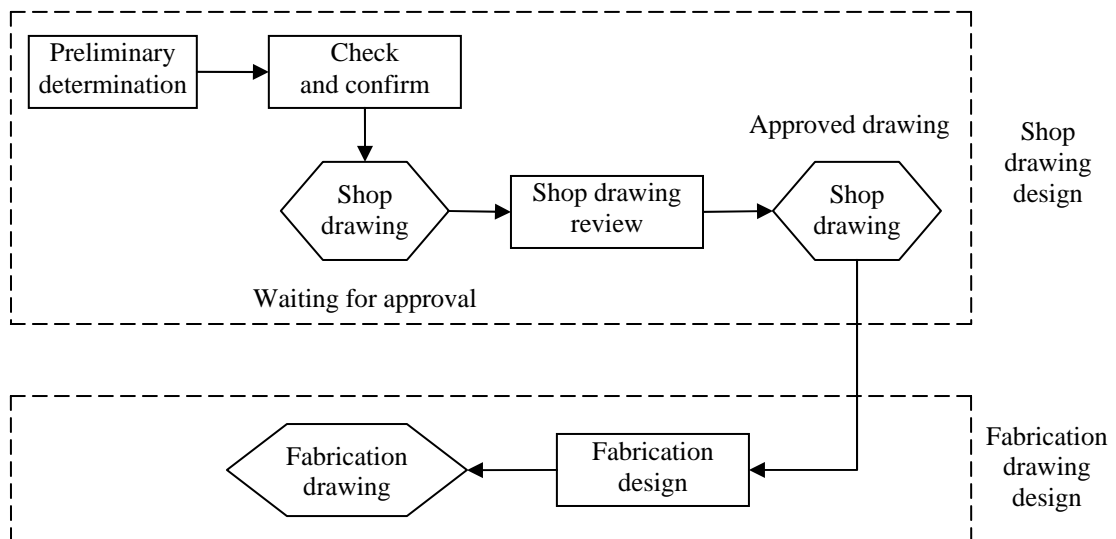 Preliminary
determination
Check
and confirm
Approved drawing
Shop
drawing
design
Shop
drawing
Shop drawing
review
Shop
drawing
Waiting for approval
Fabrication
drawing
Fabrication
design
Fabrication
drawing
design